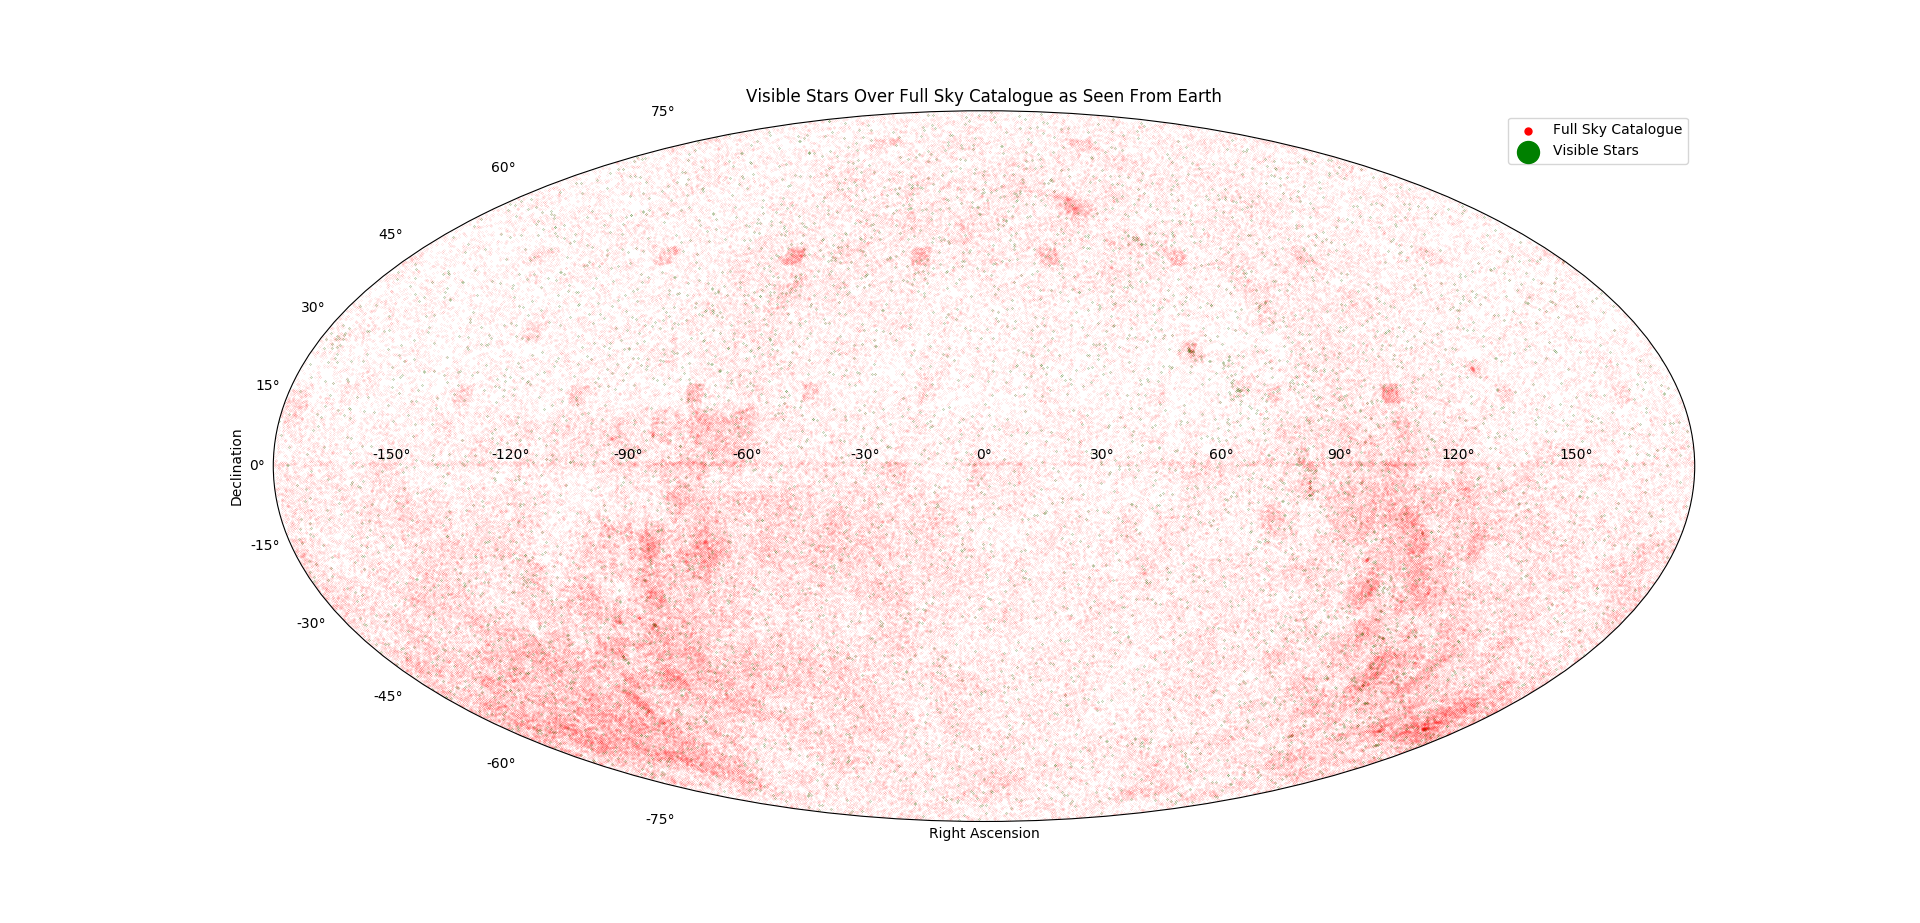 Visible Stars Over Full Sky Catalogue as Seen From Earth
Full Sky Catalogue
Visible Stars
75°
60°
45°
30°
15°
0°
-15°
-30°
-45°
-60°
-75°
Declination
-150° -120° -90° -60° -30° 0° 30° 60° 90° 120° 150°
Right Ascension